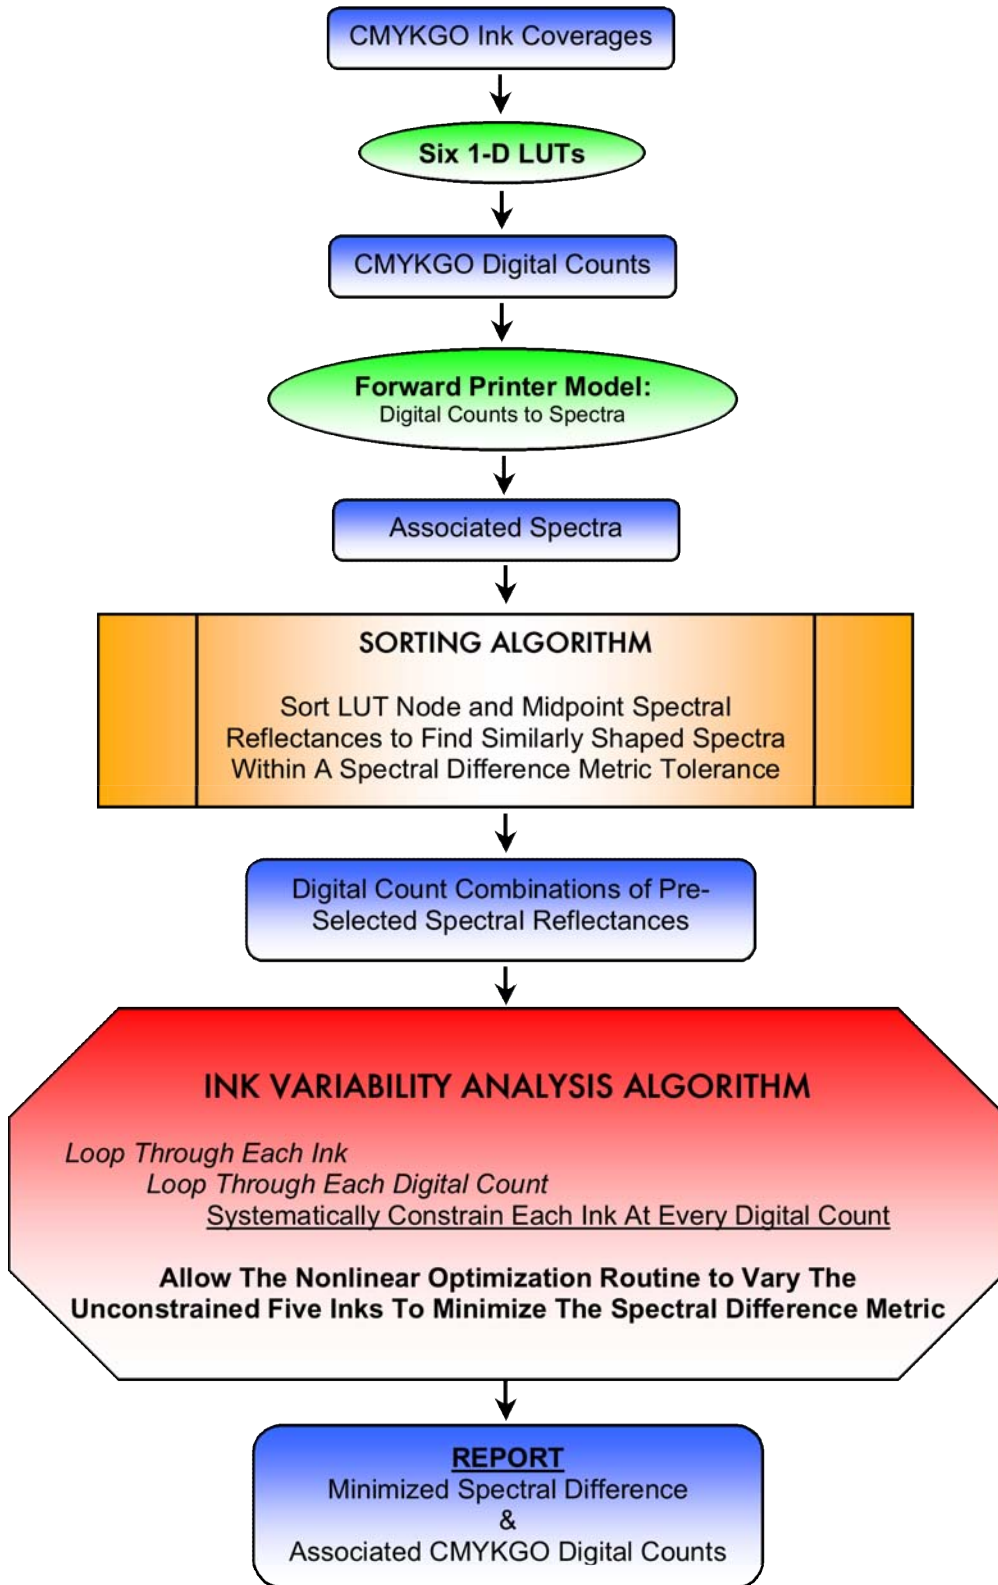 CMYKGO Ink Coverages
Six 1-D LUTs
CMYKGO Digital Counts
Forward Printer Model:
Digital Counts to Spectra
Associated Spectra
SORTING ALGORITHM
Sort LUT Node and Midpoint Spectral
Reflectances to Find Similarly Shaped Spectra
Within A Spectral Difference Metric Tolerance
Digital Count Combinations of Pre-
Selected Spectral Reflectances
INK VARIABILITY ANALYSIS ALGORITHM
Loop Through Each Ink
Loop Through Each Digital Count
Systematically Constrain Each Ink At Every Digital Count
Allow The Nonlinear Optimization Routine to Vary The
Unconstrained Five Inks To Minimize The Spectral Difference Metric
REPORT
Minimized Spectral Difference
&
Associated CMYKGO Digital Counts